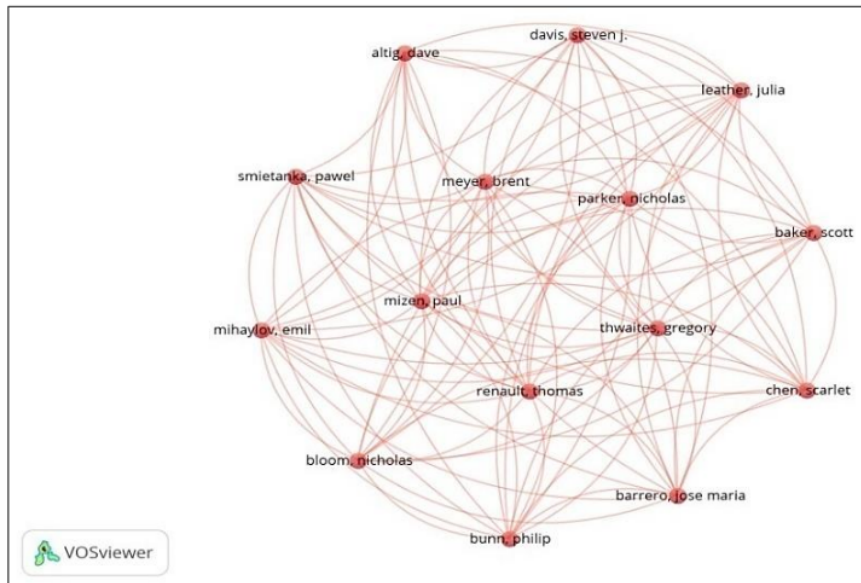 davis, steven j.
altig, dave
leather, julia
smietanka, pawel
meyer, brent
parker, nicholas
baker, scott
mizen, paul
mihaylov, emil
thwaites, gregory
renault, thomas
chen, scarlet
bloom, nicholas
barrero, jose maria
bunn, philip
VOSviewer